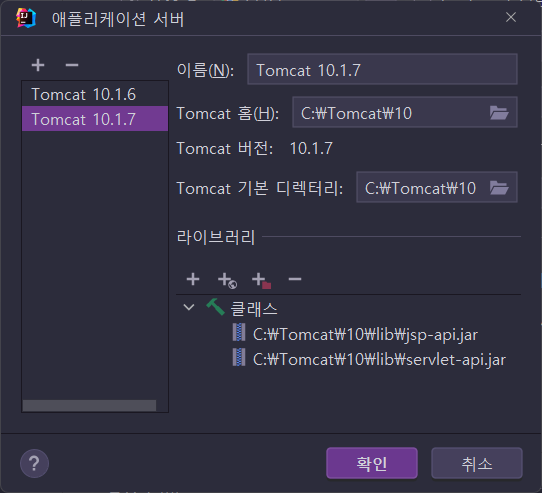 애플리케이션 서버
Tomcat 10.1.6
Tomcat 10.1.7
이름(N): Tomcat 10.1.7
Tomcat 홈(H): C:₩Tomcat₩10
Tomcat 버전: 10.1.7
Tomcat 기본 디렉터리: C:₩Tomcat₩10
라이브러리
클래스
C:₩Tomcat₩10₩lib₩jsp-api.jar
C:₩Tomcat₩10₩lib₩servlet-api.jar
? 확인 취소